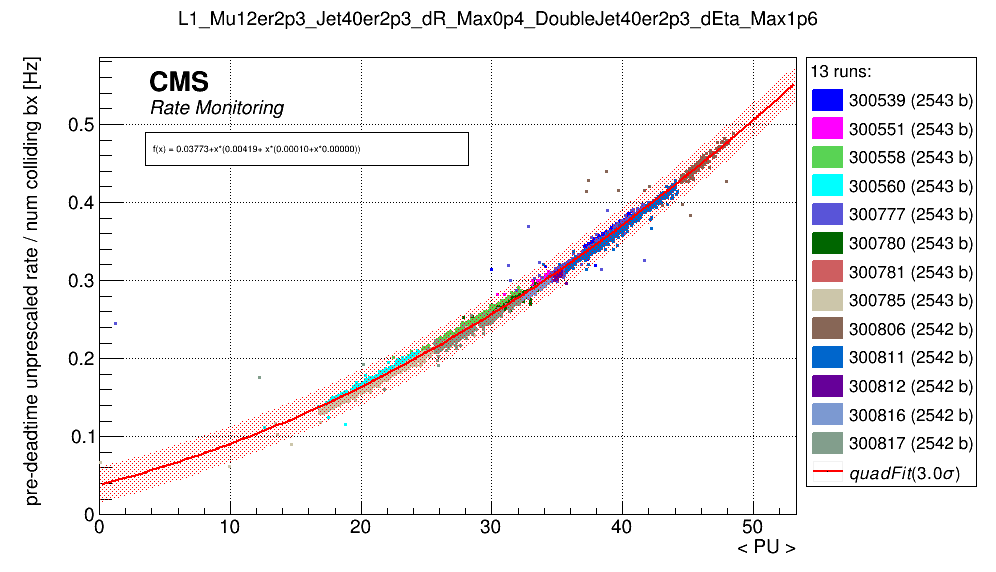 L1_Mu12er2p3_Jet40er2p3_dR_Max0p4_DoubleJet40er2p3_dEta_Max1p6
pre-deadtime unprescaled rate / num colliding bx [Hz]
CMS
Rate Monitoring
f(x) = 0.03773+x*(0.00419+ x*(0.00010+x*0.00000))
0.5
0.4
0.3
0.2
0.1
0
0 10 20 30 40 50
< PU >
13 runs:
300539 (2543 b)
300551 (2543 b)
300558 (2543 b)
300560 (2543 b)
300777 (2543 b)
300780 (2543 b)
300781 (2543 b)
300785 (2543 b)
300806 (2542 b)
300811 (2542 b)
300812 (2542 b)
300816 (2542 b)
300817 (2542 b)
quadFit(3.0σ)